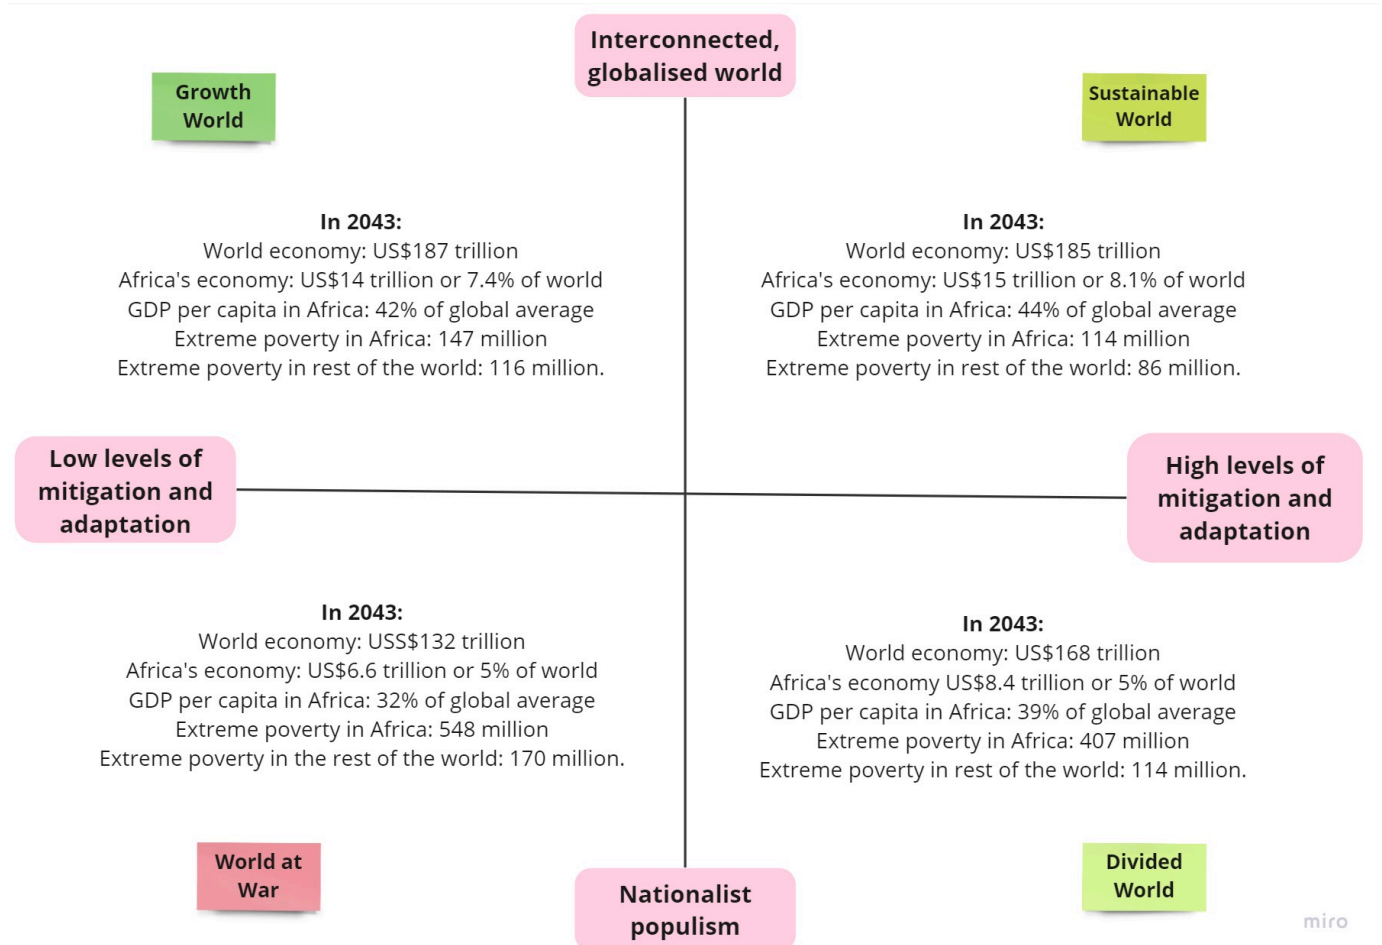 Interconnected,
globalised world
Growth
World
Sustainable
World
In 2043:
World economy: US$187 trillion
Africa's economy: US$14 trillion or 7.4% of world
GDP per capita in Africa: 42% of global average
Extreme poverty in Africa: 147 million
Extreme poverty in rest of the world: 116 million.
In 2043:
World economy: US$185 trillion
Africa's economy: US$15 trillion or 8.1% of world
GDP per capita in Africa: 44% of global average
Extreme poverty in Africa: 114 million
Extreme poverty in rest of the world: 86 million.
Low levels of
mitigation and
adaptation
High levels of
mitigation and
adaptation
In 2043:
World economy: USS$132 trillion
Africa's economy: US$6.6 trillion or 5% of world
GDP per capita in Africa: 32% of global average
Extreme poverty in Africa: 548 million
Extreme poverty in the rest of the world: 170 million.
In 2043:
World economy: US$168 trillion
Africa's economy US$8.4 trillion or 5% of world
GDP per capita in Africa: 39% of global average
Extreme poverty in Africa: 407 million
Extreme poverty in rest of the world: 114 million.
World at
War
Divided
World
Nationalist
populism
miro